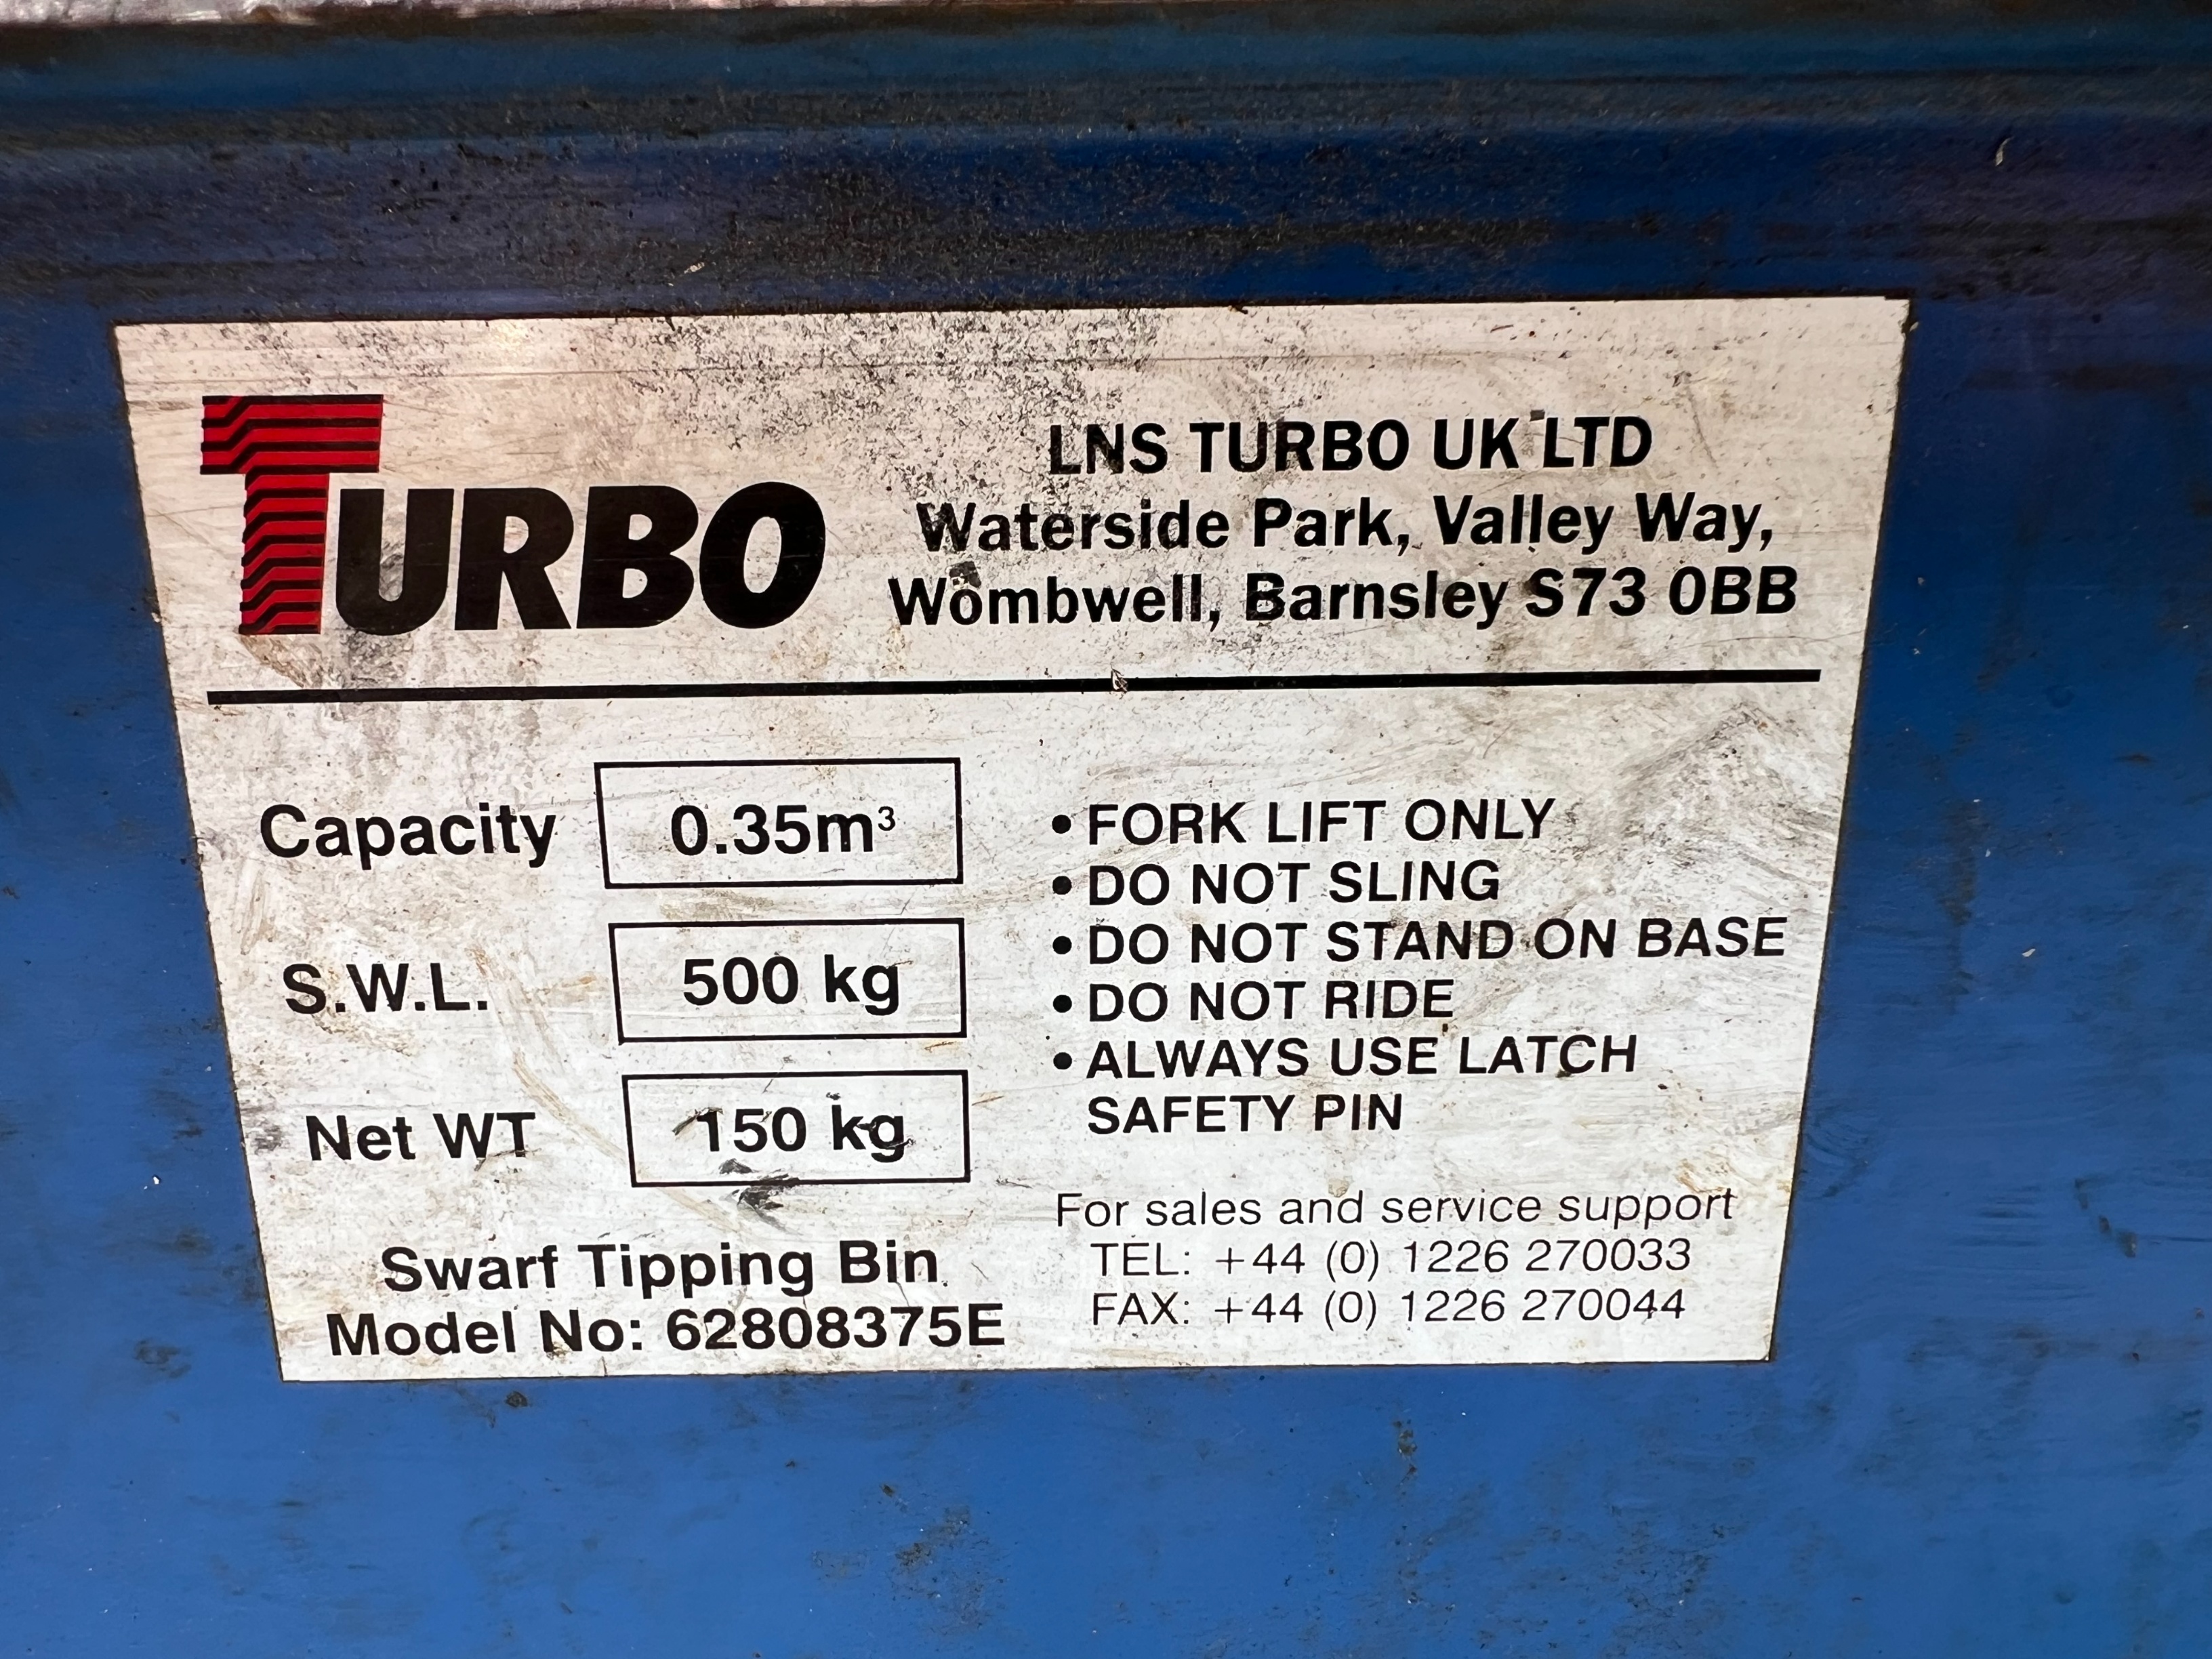 TURBO
LNS TURBO UK LTD
Waterside Park, Valley Way,
Wombwell, Barnsley S73 0BB
Capacity 0.35m³
S.W.L. 500 kg
Net WT 150 kg
Swarf Tipping Bin
Model No: 62808375E
• FORK LIFT ONLY
• DO NOT SLING
• DO NOT STAND ON BASE
• DO NOT RIDE
• ALWAYS USE LATCH
SAFETY PIN
For sales and service support
TEL: +44 (0) 1226 270033
FAX: +44 (0) 1226 270044